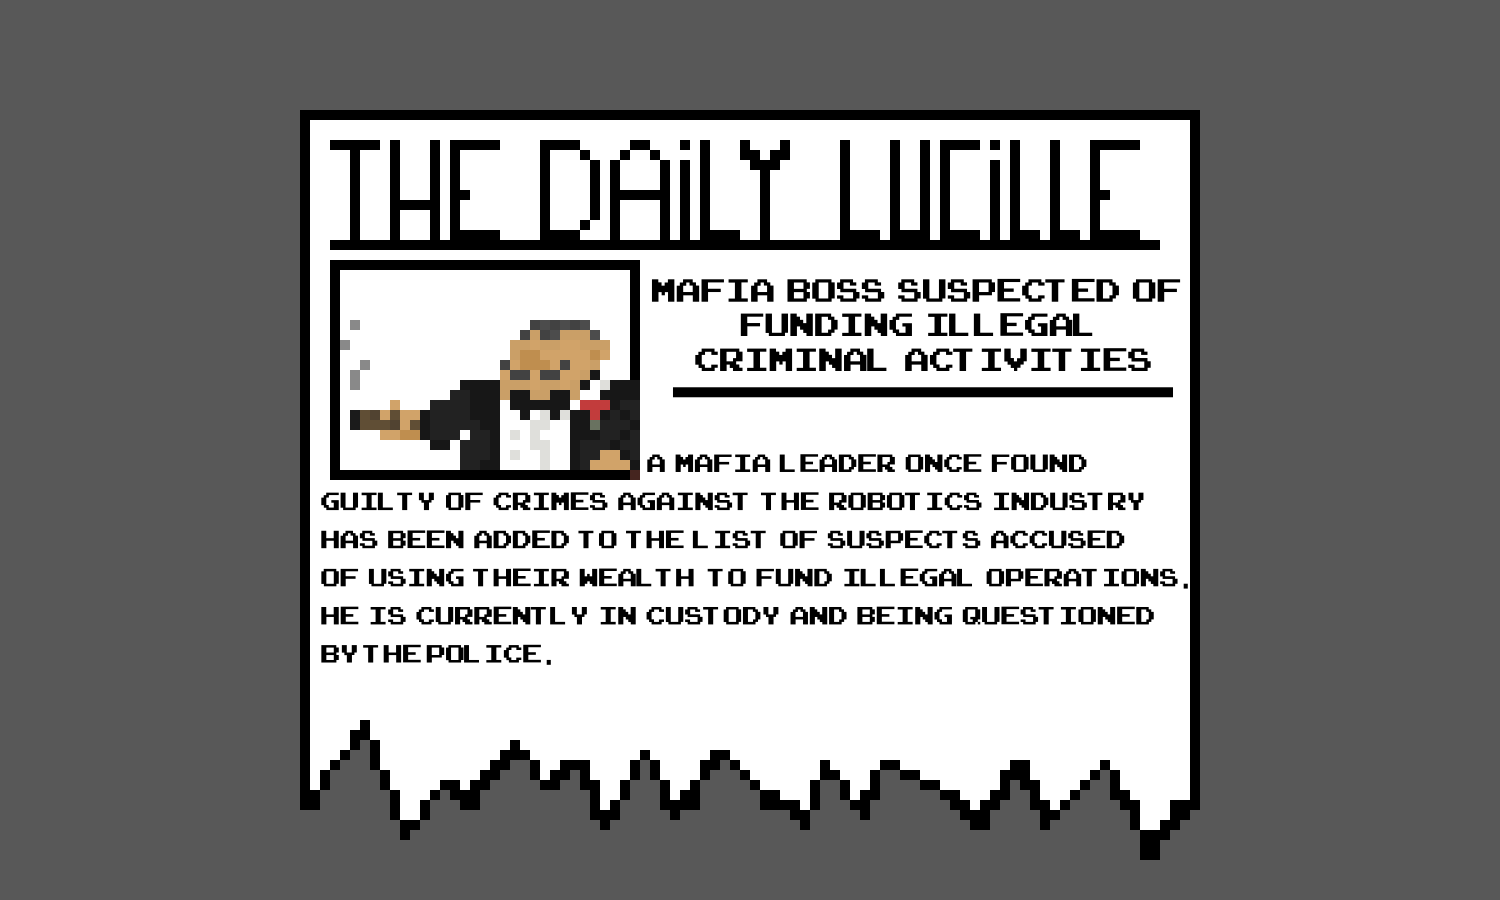 THE DAiLY LUCiLLE
MAFIA BOSS SUSPECTED OF
FUNDING ILLEGAL
CRIMINAL ACTIVITIES
A MAFIA LEADER ONCE FOUND
GUILTY OF CRIMES AGAINST THE ROBOTICS INDUSTRY
HAS BEEN ADDED TO THE LIST OF SUSPECTS ACCUSED
OF USING THEIR WEALTH TO FUND ILLEGAL OPERATIONS.
HE IS CURRENTLY IN CUSTODY AND BEING QUESTIONED
BY THE POLICE.